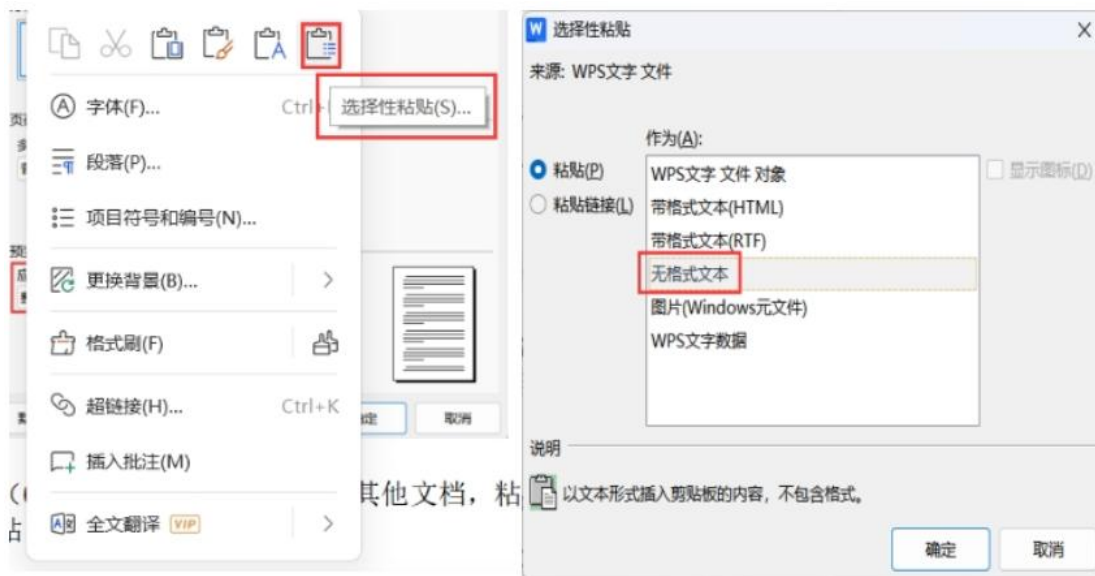 字体(F)...
Ctrl+
选择性粘贴(S)...
段落(P)...
项目符号和编号(N)...
更换背景(B)...
格式刷(F)
超链接(H)...
Ctrl+K
插入批注(M)
全文翻译 VIP
取消
其他文档，粘
W 选择性粘贴
来源: WPS文字 文件
作为(A):
粘贴(P)
粘贴链接(L)
WPS文字 文件 对象
带格式文本(HTML)
带格式文本(RTF)
无格式文本
图片(Windows元文件)
WPS文字数据
显示图标(D)
说明
以文本形式插入剪贴板的内容，不包含格式。
确定
取消